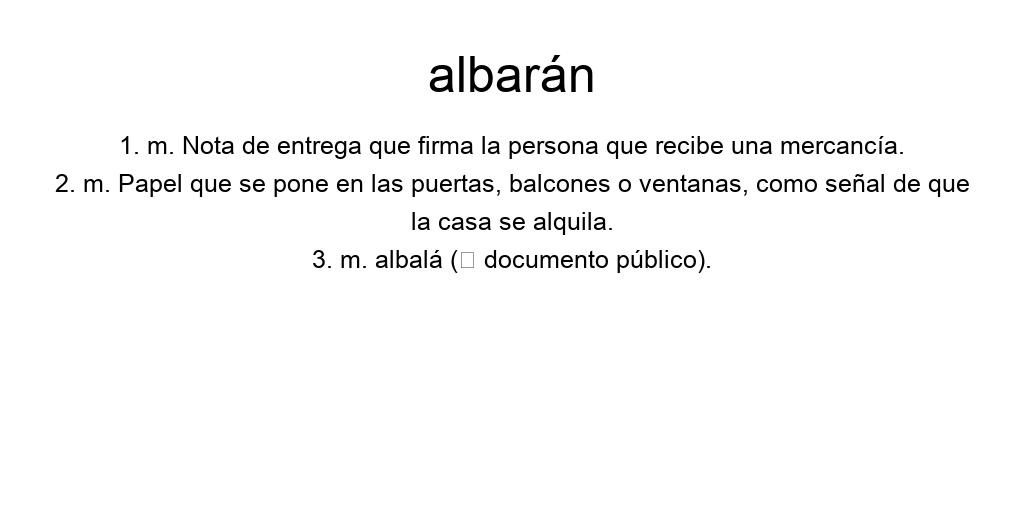 albarán
1. m. Nota de entrega que firma la persona que recibe una mercancía.
2. m. Papel que se pone en las puertas, balcones o ventanas, como señal de que
la casa se alquila.
3. m. albalá (□ documento público).